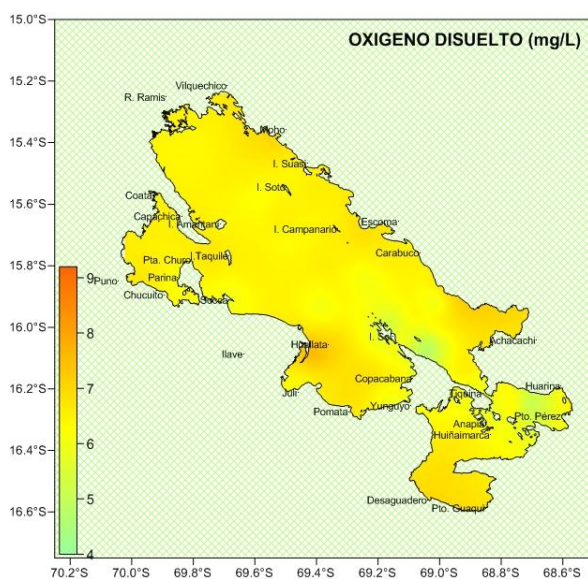 OXIGENO DISUELTO (mg/L)
15.0°S
15.2°S
15.4°S
15.6°S
15.8°S
16.0°S
16.2°S
16.4°S
16.6°S
Vilquechico
R. Ramis
Moho
I. Suasi
I. Soto
Coata
Capachica
I. Amantani
I. Campanario
Escoma
Pta. Churo
I.Taquile
Carabuco
Puno
Parina
Chucuito
I. Sol
Achacachi
Ilave
Huallata
Juli
Copacabana
Tiquina
Huarina
Pomata
Yunguyo
Anapia
Pto. Pérez
Huiñaimarca
Desaguadero
Pto. Guaqui
9
8
7
6
5
4
70.2°S
70.0°S
69.8°S
69.6°S
69.4°S
69.2°S
69.0°S
68.8°S
68.6°S